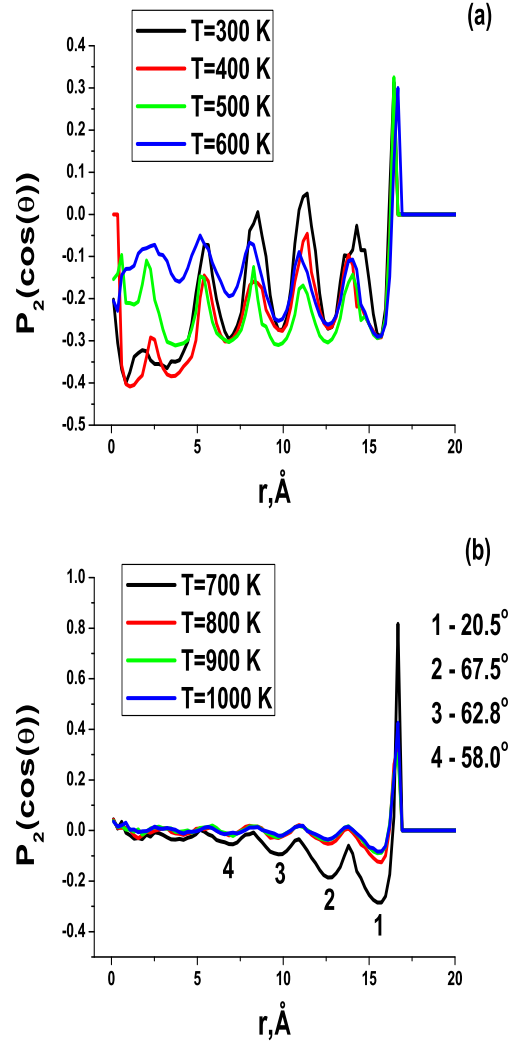 (a)
T=300 K
T=400 K
T=500 K
T=600 K
0.4
0.3
0.2
0.1
0.0
-0.1
-0.2
-0.3
-0.4
-0.5
P₂(cos(θ))
0 5 10 15 20
r,Å
(b)
T=700 K
T=800 K
T=900 K
T=1000 K
1 - 20.5°
2 - 67.5°
3 - 62.8°
4 - 58.0°
1.0
0.8
0.6
0.4
0.2
0.0
-0.2
-0.4
P₂(cos(θ))
4 3 2 1
0 5 10 15 20
r,Å